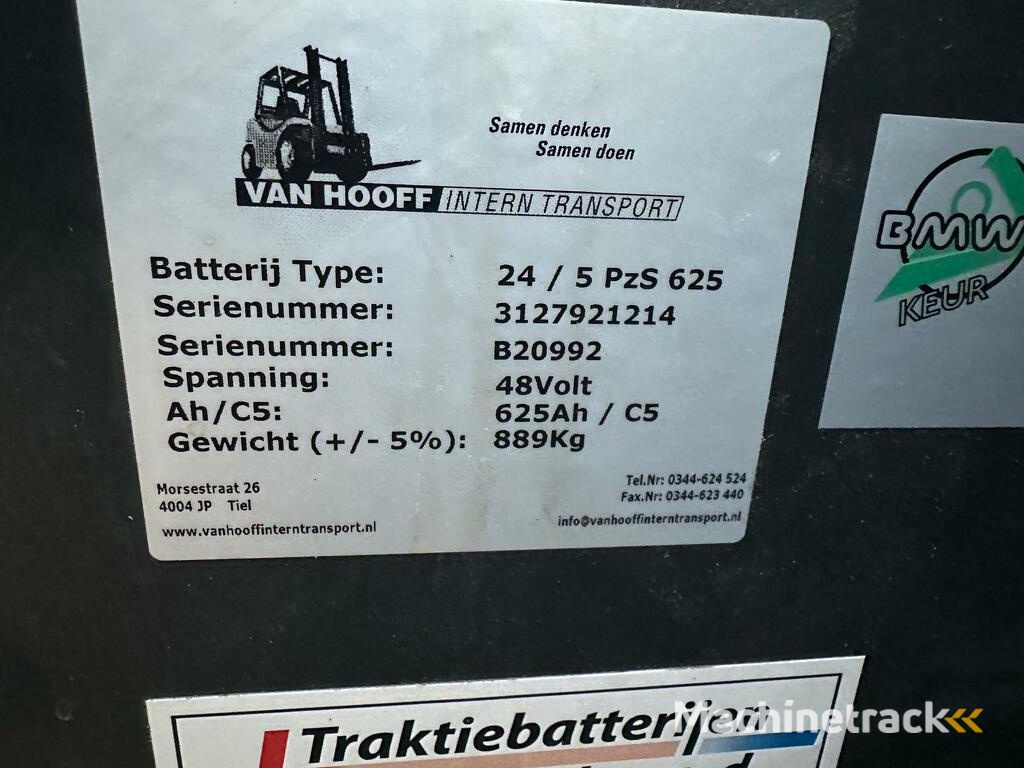 Samen denken
Samen doen
VAN HOOFF INTERN TRANSPORT
Batterij Type: 24 / 5 PzS 625
Serienummer: 3127921214
Serienummer: B20992
Spanning: 48Volt
Ah/C5: 625Ah / C5
Gewicht (+/- 5%): 889Kg
Morsestraat 26
4004 JP Tiel
www.vanhooffinterntransport.nl
Tel.Nr: 0344-624 524
Fax.Nr: 0344-623 440
info@vanhooffinterntransport.nl
BMW
KEUR
Traktiebatterijen
Machinetrack